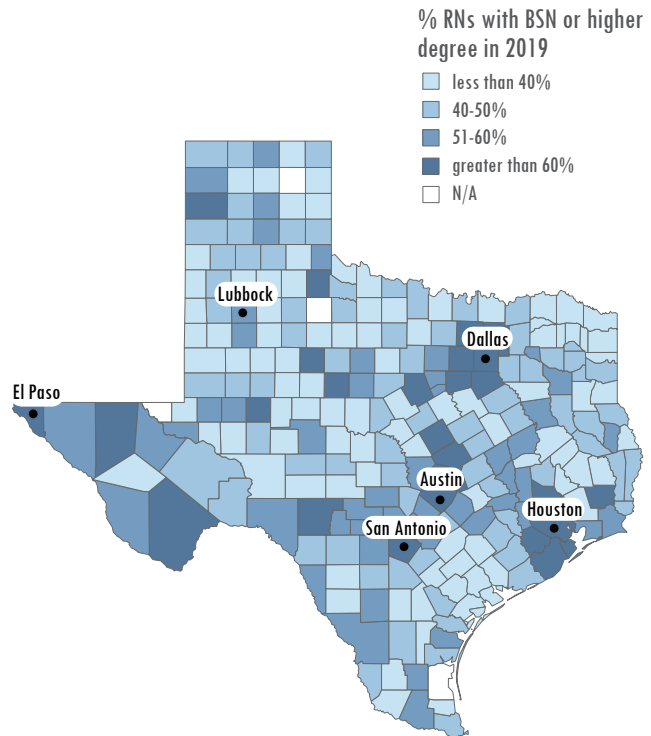 % RNs with BSN or higher
degree in 2019
less than 40%
40-50%
51-60%
greater than 60%
N/A
Lubbock
Dallas
El Paso
Austin
Houston
San Antonio